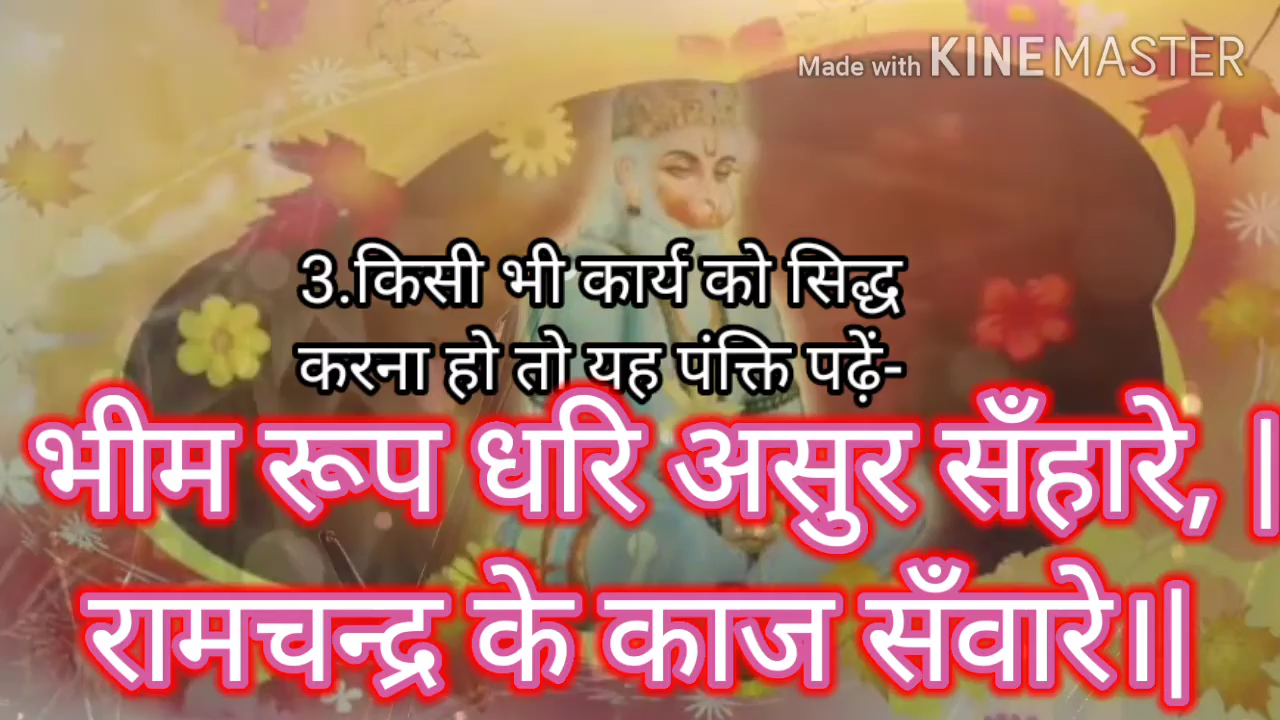 Made with KINEMASTER
3.किसी भी कार्य को सिद्ध
करना हो तो यह पंक्ति पढ़ें-
भीम रूप धरि असुर सँहारे, |
रामचन्द्र के काज सँवारे।|